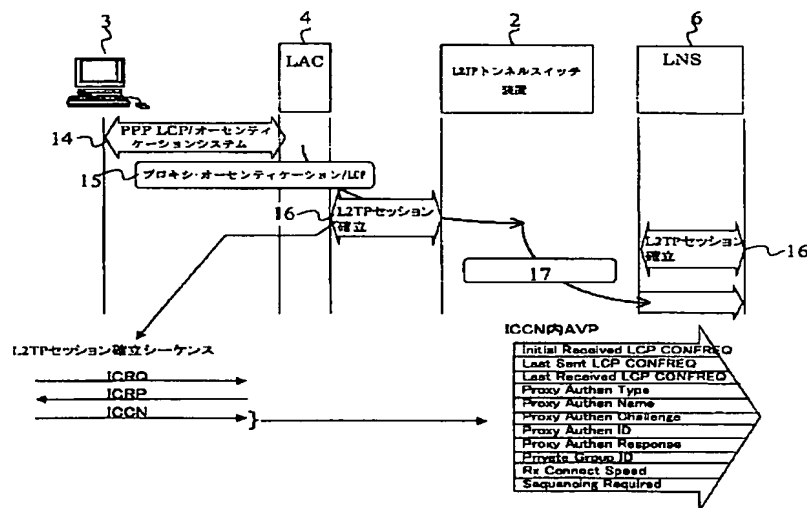 3
4
2
6
LAC
L2TPトンネルスイッチ
装置
LNS
14
PPP LCP/オーセンティ
ケーションシステム
15
プロキシ・オーセンティケーション/LCP
16
L2TPセッション
確立
17
L2TPセッション
確立
16
L2TPセッション確立シーケンス
ICRQ
ICRP
ICCN
}
ICCN内AVP
Initial Received LCP CONFREQ
Last Sent LCP CONFREQ
Last Received LCP CONFREQ
Proxy Authen Type
Proxy Authen Name
Proxy Authen Challenge
Proxy Authen ID
Proxy Authen Response
Private Group ID
Rx Connect Speed
Sequencing Required